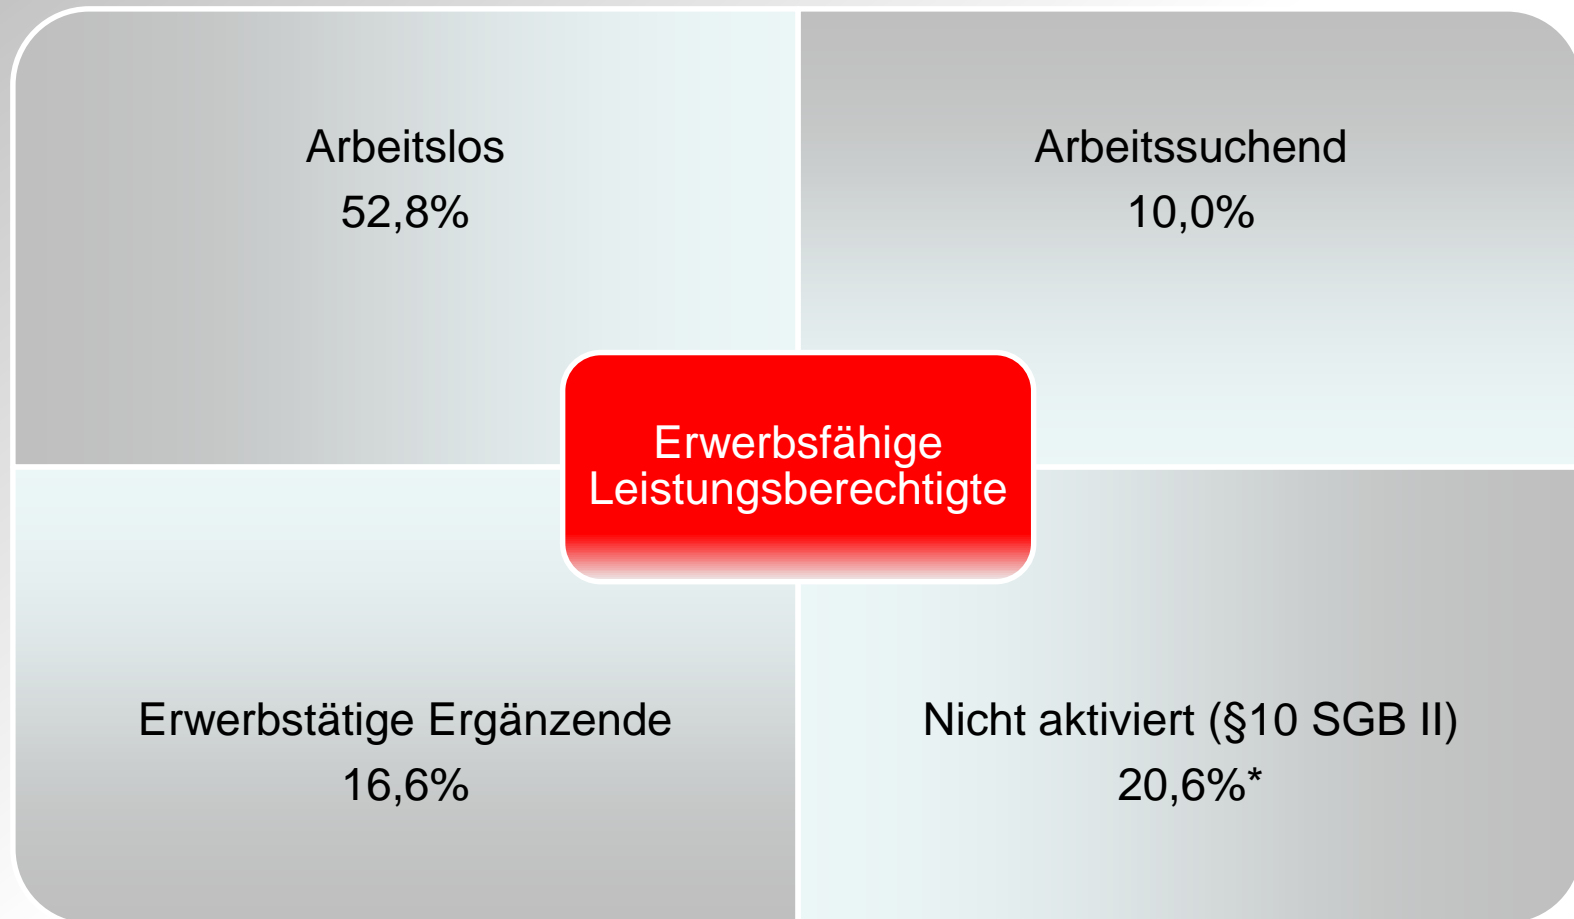 Arbeitslos
52,8%
Arbeitssuchend
10,0%
Erwerbsfähige
Leistungsberechtigte
Erwerbstätige Ergänzende
16,6%
Nicht aktiviert (§10 SGB II)
20,6%*